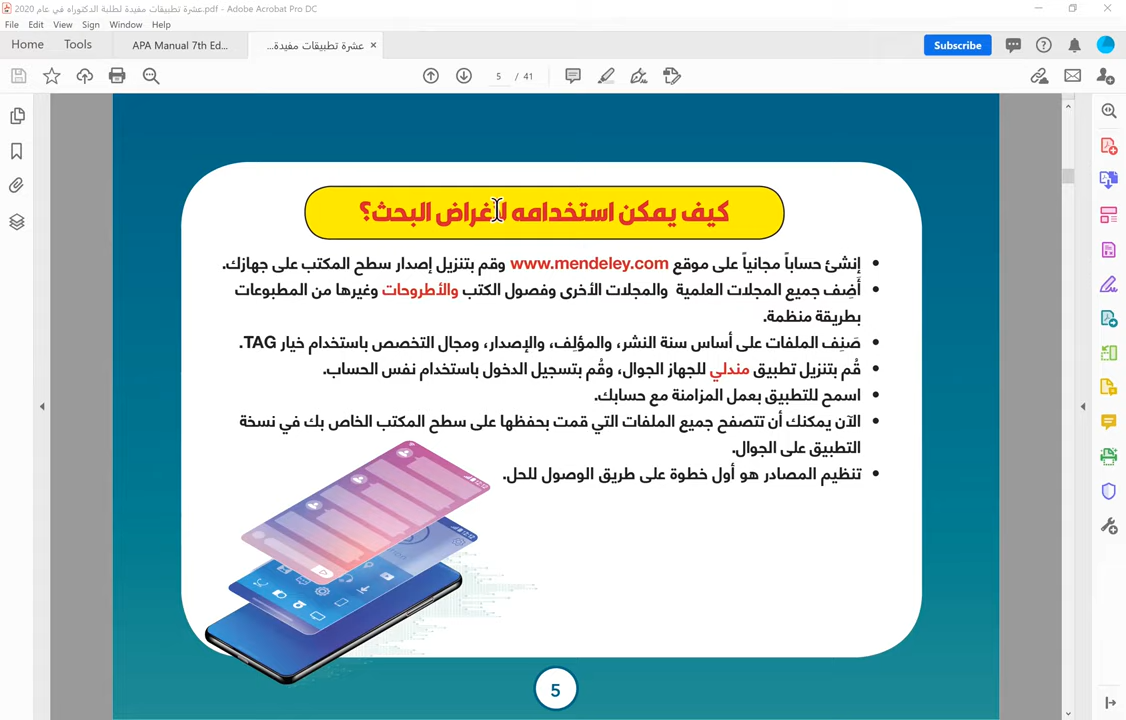 عشرة تطبيقات مفيدة لطلبة الدكتوراه في عام 2020.pdf - Adobe Acrobat Pro DC
File Edit View Sign Window Help
Home Tools APA Manual 7th Ed... عشرة تطبيقات مفيدة... × Subscribe
5 / 41
كيف يمكن استخدامه لأغراض البحث؟
إنشئ حساباً مجانياً على موقع www.mendeley.com وقم بتنزيل إصدار سطح المكتب على جهازك.
أَضِف جميع المجلات العلمية والمجلات الأخرى وفصول الكتب والأطروحات وغيرها من المطبوعات
بطريقة منظمة.
صَنِف الملفات على أساس سنة النشر، والمؤلِف، والإصدار، ومجال التخصص باستخدام خيار TAG.
قُم بتنزيل تطبيق مندلي للجهاز الجوال، وقُم بتسجيل الدخول باستخدام نفس الحساب.
اسمح للتطبيق بعمل المزامنة مع حسابك.
الآن يمكنك أن تتصفح جميع الملفات التي قمت بحفظها على سطح المكتب الخاص بك في نسخة
التطبيق على الجوال.
تنظيم المصادر هو أول خطوة على طريق الوصول للحل.
5